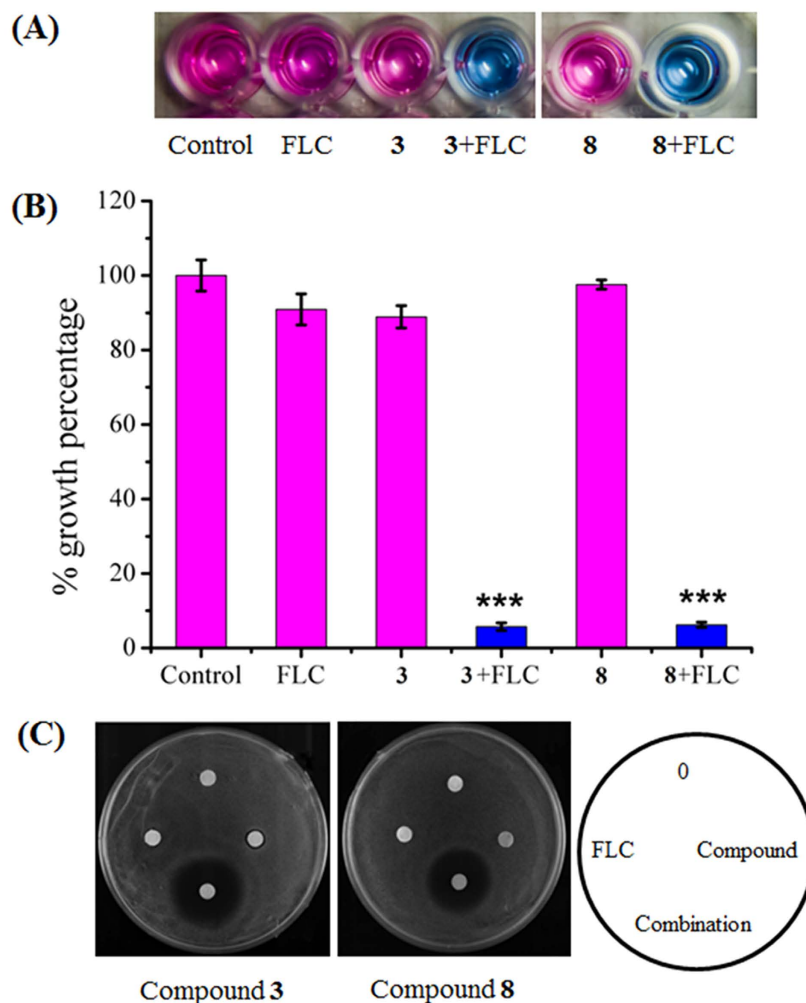 (A)
Control FLC 3 3+FLC 8 8+FLC
(B)
% growth percentage
120
100
80
60
40
20
0
*** ***
Control FLC 3 3+FLC 8 8+FLC
(C)
0
FLC Compound
Combination
Compound 3 Compound 8